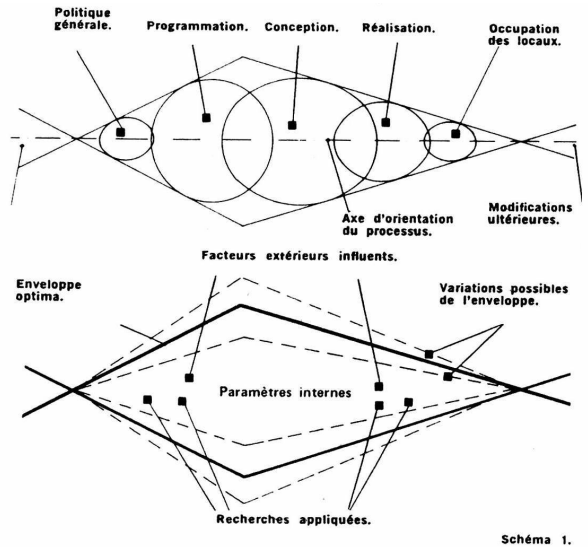 Politique
générale.
Programmation.
Conception.
Réalisation.
Occupation
des locaux.
Axe d'orientation
du processus.
Modifications
ultérieures.
Facteurs extérieurs influents.
Enveloppe
optima.
Variations possibles
de l'enveloppe.
Paramètres internes
Recherches appliquées.
Schéma 1.